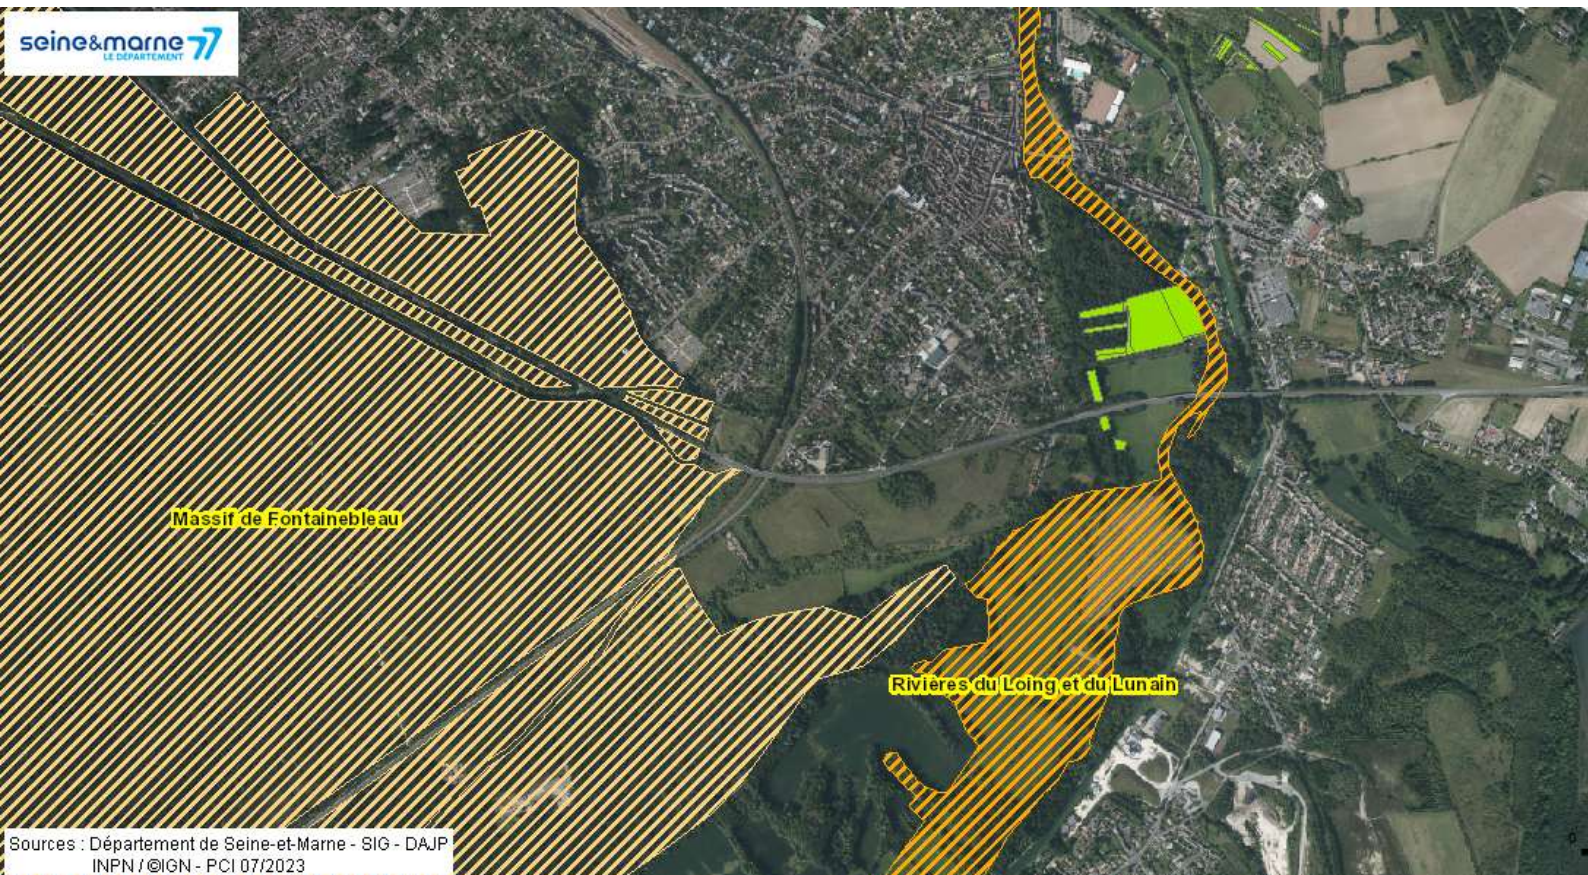 seine&marne 77
LE DÉPARTEMENT
Massif de Fontainebleau
Rivières du Loing et du Lunain
Sources : Département de Seine-et-Marne - SIG - DAJP
INPN / ©IGN - PCI 07/2023
0